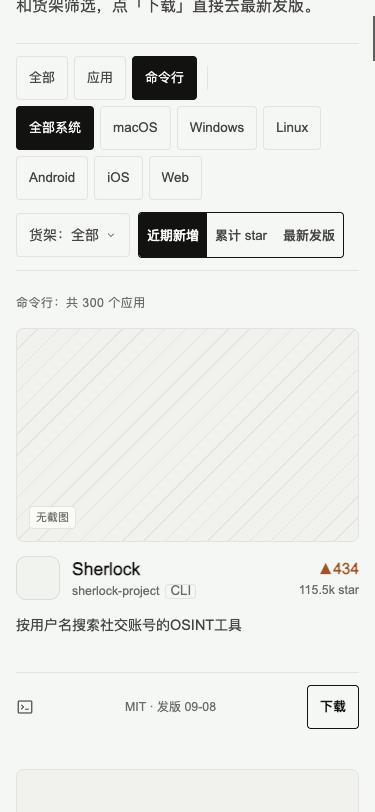 和货架筛选，点「下载」直接去最新发版。
全部 应用 命令行
全部系统 macOS Windows Linux
Android iOS Web
货架：全部 近期新增 累计 star 最新发版
命令行：共 300 个应用
无截图
Sherlock ▲434
sherlock-project CLI 115.5k star
按用户名搜索社交账号的OSINT工具
MIT · 发版 09-08 下载